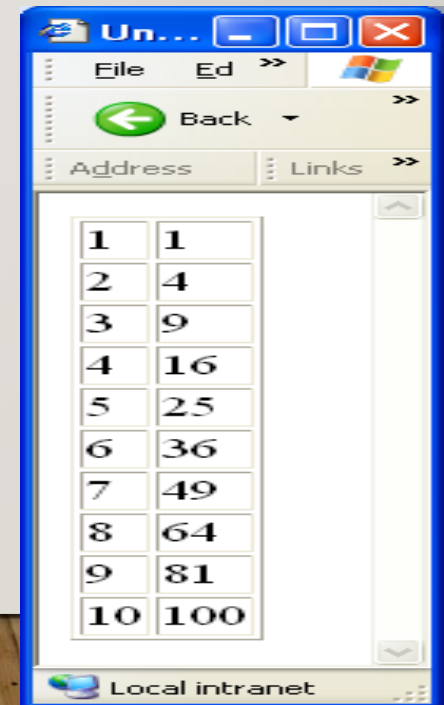 Un...
File Ed »
Back »
Address Links »
1 1
2 4
3 9
4 16
5 25
6 36
7 49
8 64
9 81
10 100
Local intranet